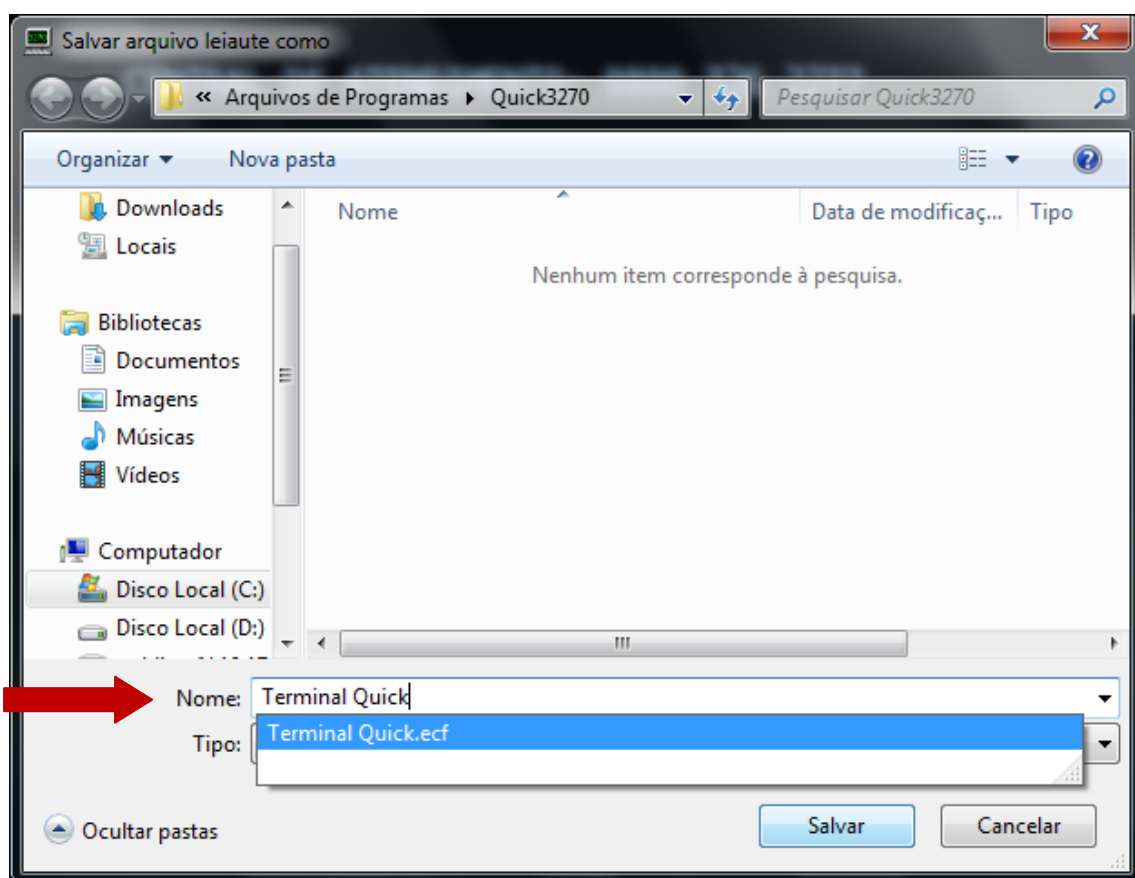 Salvar arquivo leiaute como
« Arquivos de Programas ▸ Quick3270
Pesquisar Quick3270
Organizar
Nova pasta
Downloads
Locais
Bibliotecas
Documentos
Imagens
Músicas
Vídeos
Computador
Disco Local (C:)
Disco Local (D:)
Nome
Data de modificaç...
Tipo
Nenhum item corresponde à pesquisa.
Nome: Terminal Quick
Terminal Quick.ecf
Tipo:
Ocultar pastas
Salvar
Cancelar